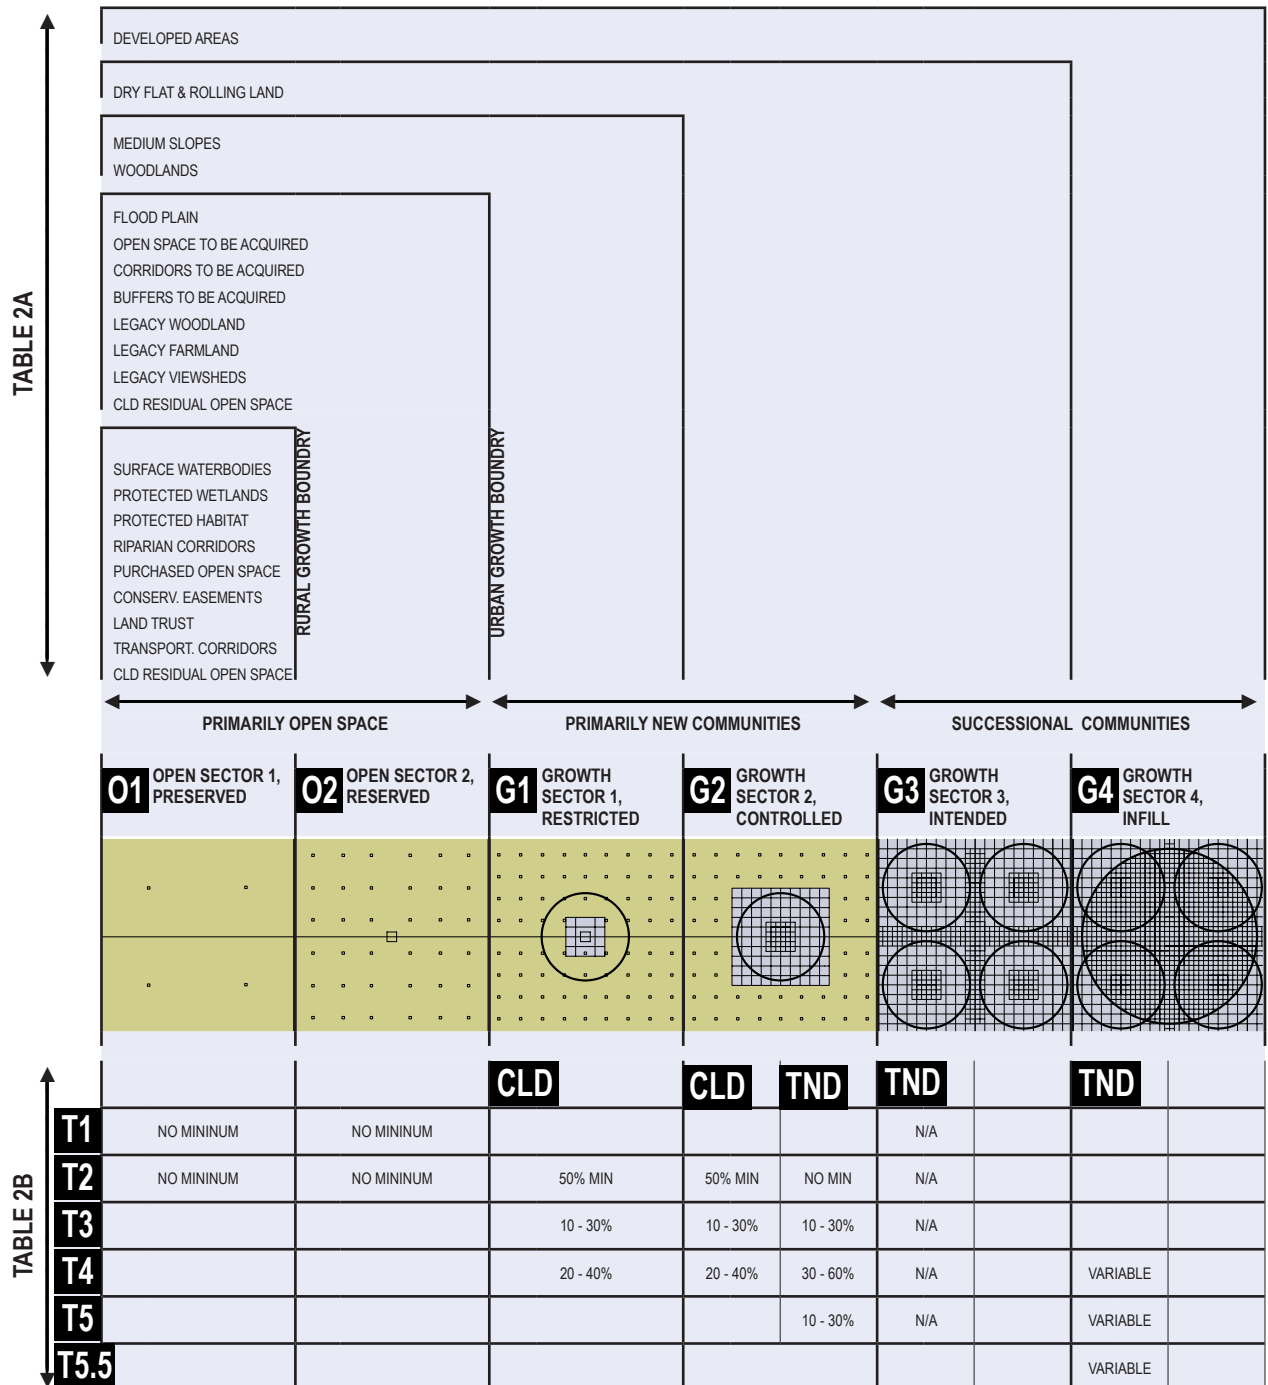 TABLE 2A
DEVELOPED AREAS
DRY FLAT & ROLLING LAND
MEDIUM SLOPES
WOODLANDS
FLOOD PLAIN
OPEN SPACE TO BE ACQUIRED
CORRIDORS TO BE ACQUIRED
BUFFERS TO BE ACQUIRED
LEGACY WOODLAND
LEGACY FARMLAND
LEGACY VIEWSHEDS
CLD RESIDUAL OPEN SPACE
SURFACE WATERBODIES
PROTECTED WETLANDS
PROTECTED HABITAT
RIPARIAN CORRIDORS
PURCHASED OPEN SPACE
CONSERV. EASEMENTS
LAND TRUST
TRANSPORT. CORRIDORS
CLD RESIDUAL OPEN SPACE
RURAL GROWTH BOUNDRY
URBAN GROWTH BOUNDRY
PRIMARILY OPEN SPACE
PRIMARILY NEW COMMUNITIES
SUCCESSIONAL COMMUNITIES
O1 OPEN SECTOR 1,
PRESERVED
O2 OPEN SECTOR 2,
RESERVED
G1 GROWTH
SECTOR 1,
RESTRICTED
G2 GROWTH
SECTOR 2,
CONTROLLED
G3 GROWTH
SECTOR 3,
INTENDED
G4 GROWTH
SECTOR 4,
INFILL
TABLE 2B
CLD CLD TND TND TND
T1 NO MININUM NO MININUM N/A
T2 NO MININUM NO MININUM 50% MIN 50% MIN NO MIN N/A
T3 10 - 30% 10 - 30% 10 - 30% N/A
T4 20 - 40% 20 - 40% 30 - 60% N/A VARIABLE
T5 10 - 30% N/A VARIABLE
T5.5 VARIABLE